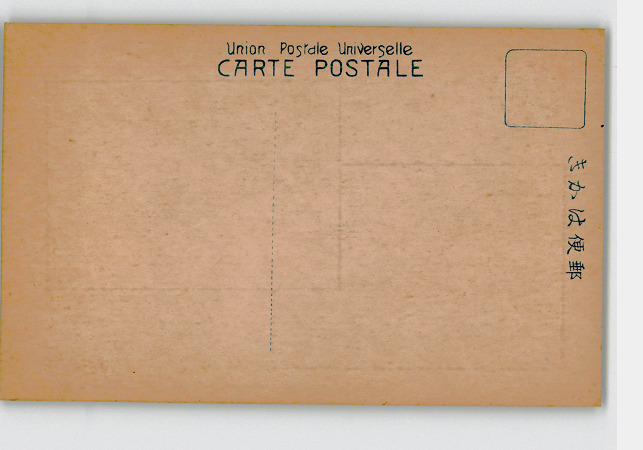 Union Postale Universelle
CARTE POSTALE
きかは便郵